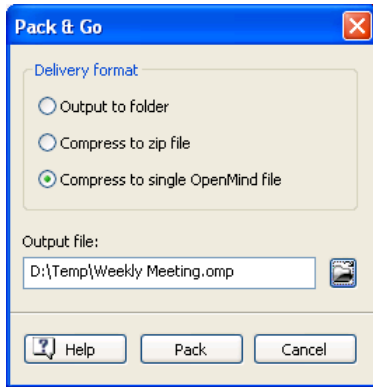 Pack & Go
Delivery format
Output to folder
Compress to zip file
Compress to single OpenMind file
Output file:
D:\Temp\Weekly Meeting.omp
Help
Pack
Cancel